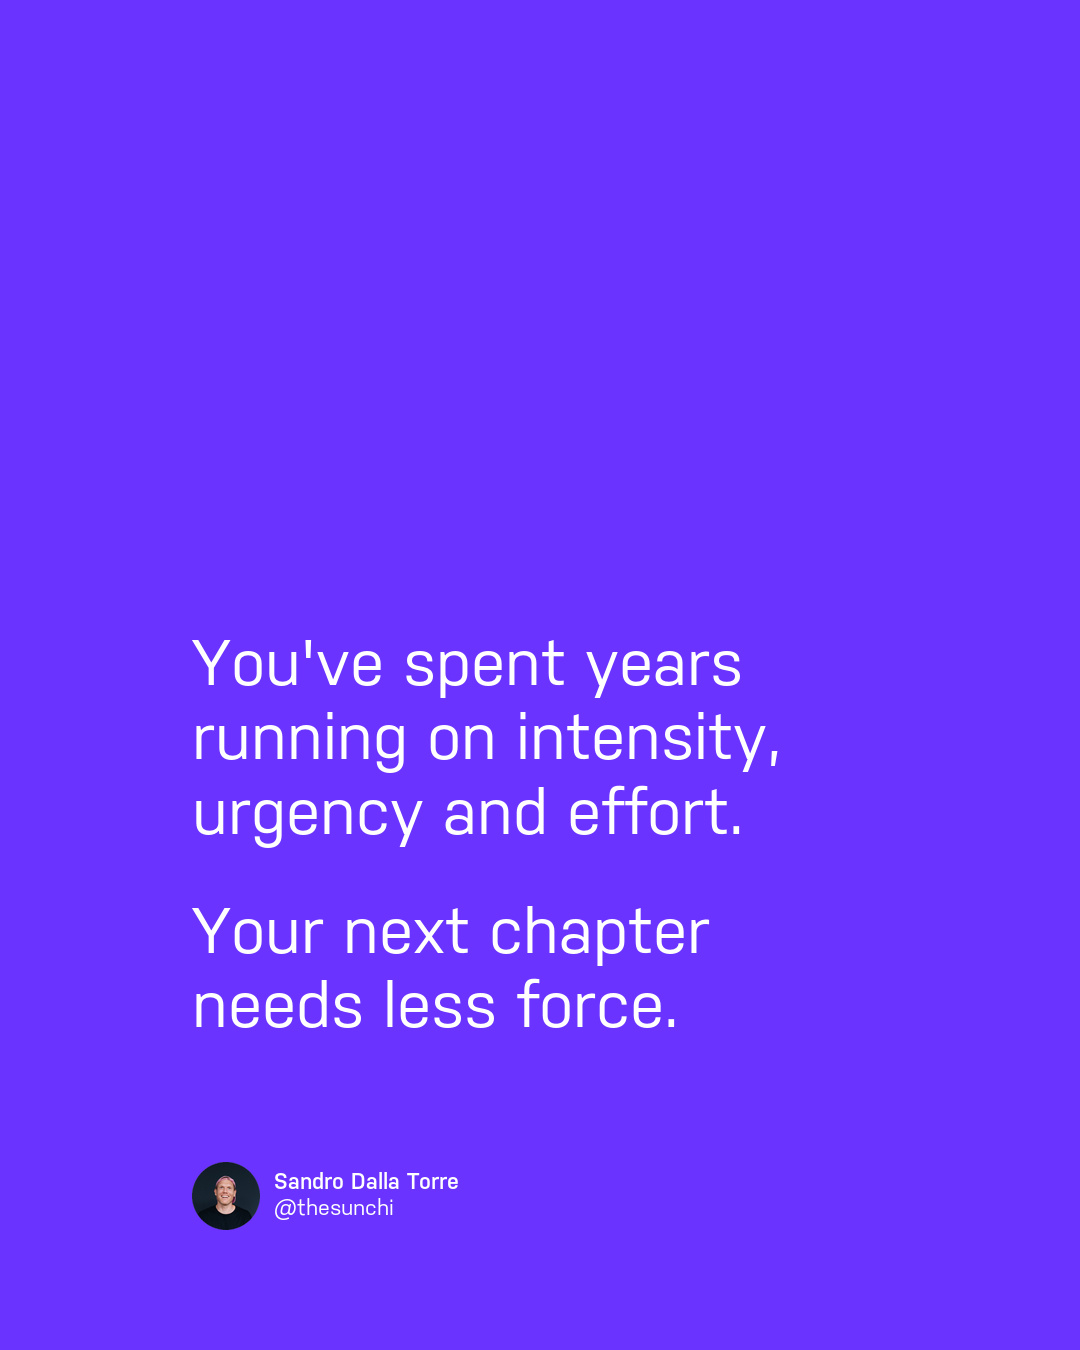 You've spent years
running on intensity,
urgency and effort.
Your next chapter
needs less force.
Sandro Dalla Torre
@thesunchi